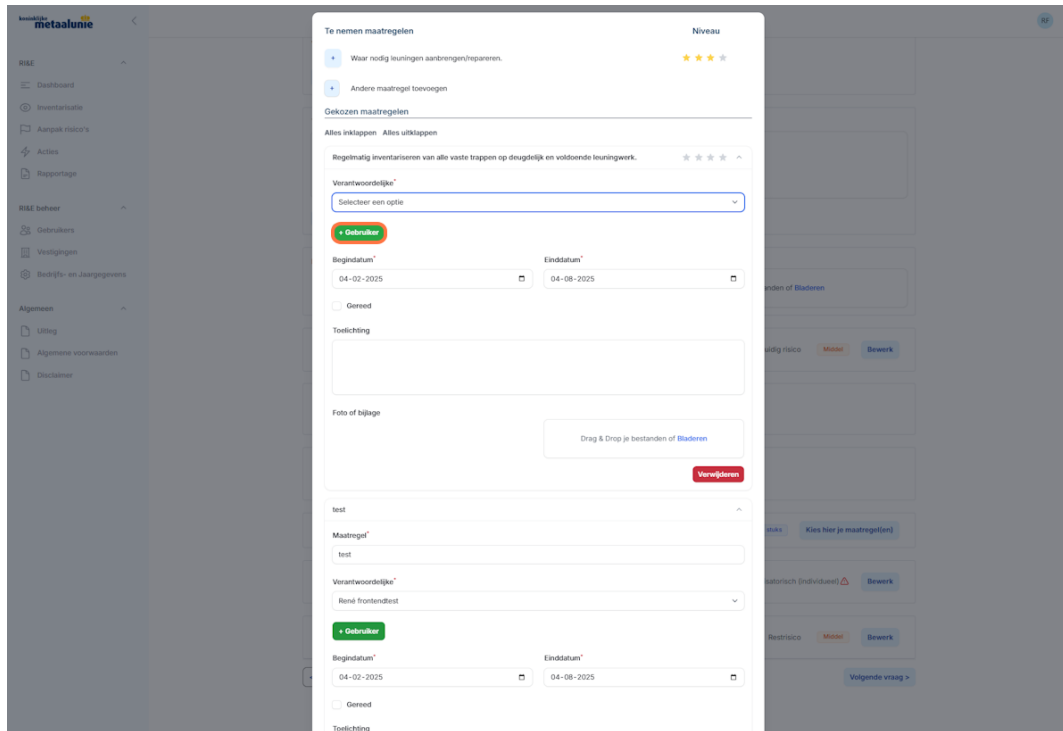 koninklijke
metaalunie
RF
RI&E
Dashboard
Inventarisatie
Aanpak risico's
Acties
Rapportage
RI&E beheer
Gebruikers
Vestigingen
Bedrijfs- en Jaargegevens
Algemeen
Uitleg
Algemene voorwaarden
Disclaimer
Te nemen maatregelen Niveau
+ Waar nodig leuningen aanbrengen/repareren.
+ Andere maatregel toevoegen
Gekozen maatregelen
Alles inklappen Alles uitklappen
Regelmatig inventariseren van alle vaste trappen op deugdelijk en voldoende leuningwerk.
Verantwoordelijke*
Selecteer een optie
+ Gebruiker
Begindatum* Einddatum*
04-02-2025 04-08-2025
Gereed
Toelichting
Foto of bijlage
Drag & Drop je bestanden of Bladeren
Verwijderen
test
Maatregel*
test
Verantwoordelijke*
René frontendtest
+ Gebruiker
Begindatum* Einddatum*
04-02-2025 04-08-2025
Gereed
Toelichting
anden of Bladeren
uidig risico Middel Bewerk
stuks Kies hier je maatregel(en)
isatorisch (individueel) Bewerk
Restrisico Middel Bewerk
Volgende vraag >